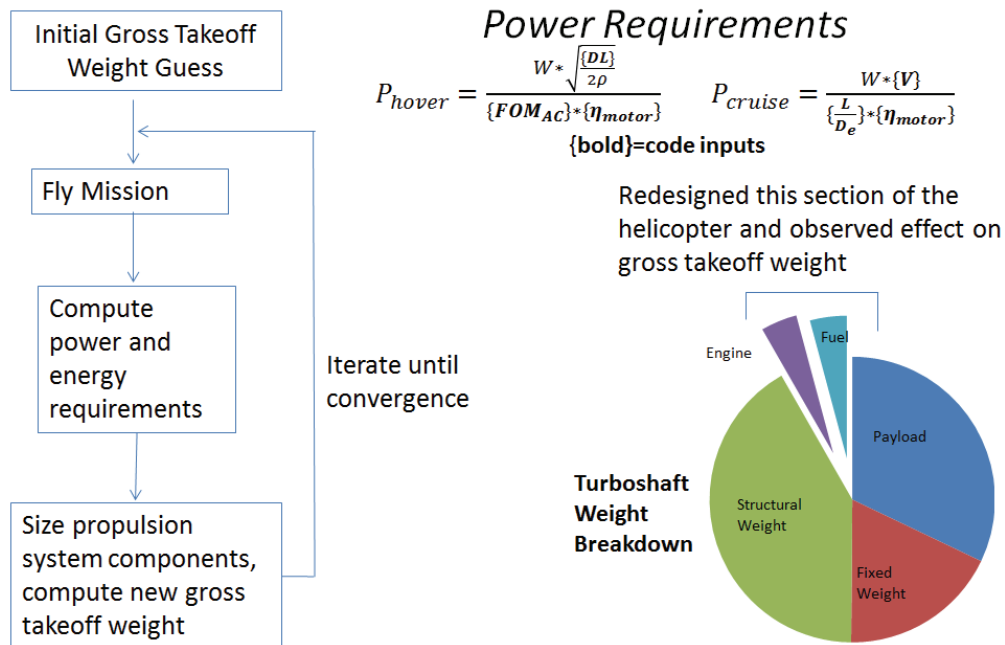 Initial Gross Takeoff
Weight Guess
Fly Mission
Compute
power and
energy
requirements
Size propulsion
system components,
compute new gross
takeoff weight
Iterate until
convergence
Power Requirements
P_hover = W*√({DL}/2ρ) / {FOM_AC}*{η_motor}
P_cruise = W*{V} / {L/D_e}*{η_motor}
{bold}=code inputs
Redesigned this section of the
helicopter and observed effect on
gross takeoff weight
Engine
Fuel
Payload
Structural
Weight
Fixed
Weight
Turboshaft
Weight
Breakdown